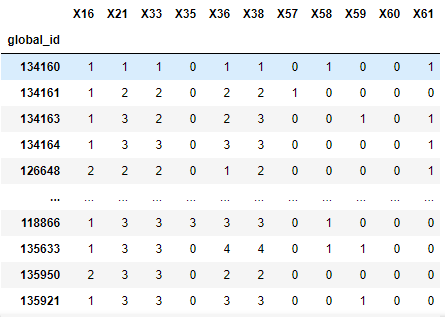 X16 X21 X33 X35 X36 X38 X57 X58 X59 X60 X61
global_id
134160 1 1 1 0 1 1 0 1 0 0 1
134161 1 2 2 0 2 2 1 0 0 0 0
134163 1 3 2 0 2 3 0 0 1 0 1
134164 1 3 3 0 3 3 0 0 0 0 1
126648 2 2 2 0 1 2 0 0 0 0 1
... ... ... ... ... ... ... ... ... ... ... ...
118866 1 3 3 3 3 3 0 1 0 0 0
135633 1 3 3 0 4 4 0 1 1 0 0
135950 2 3 3 0 2 2 0 0 0 0 0
135921 1 3 3 0 3 3 0 0 1 0 0